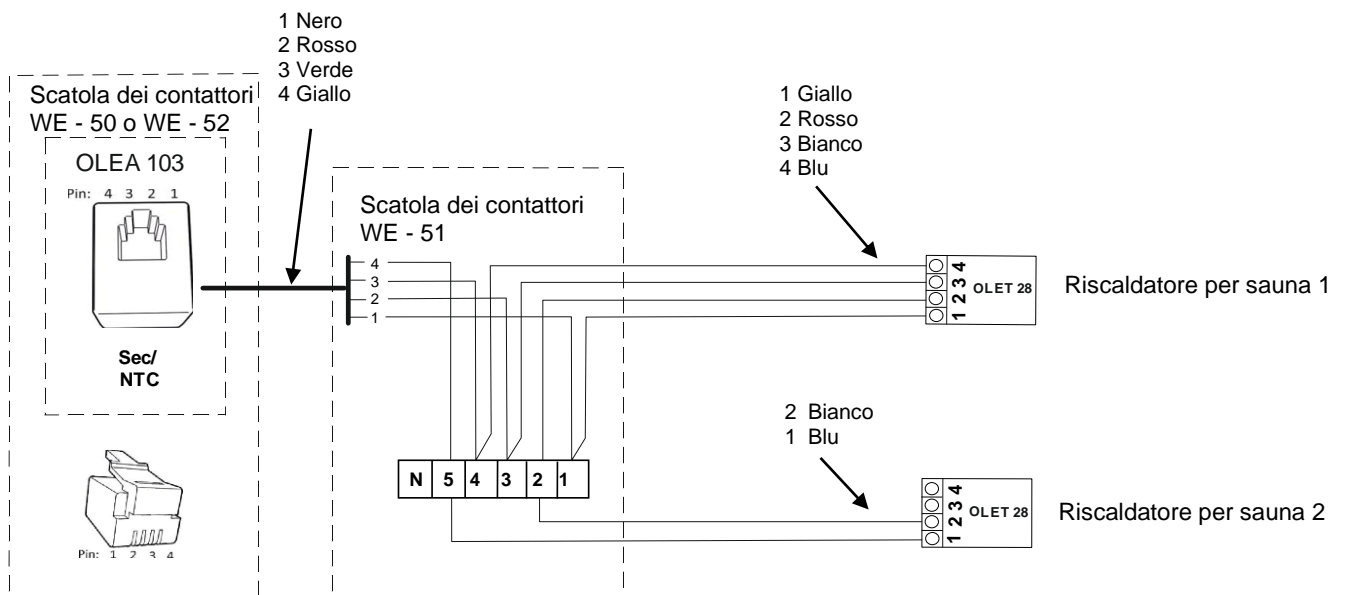 1 Nero
2 Rosso
3 Verde
4 Giallo
Scatola dei contattori
WE - 50 o WE - 52
OLEA 103
Pin: 4 3 2 1
Sec/
NTC
Pin: 1 2 3 4
Scatola dei contattori
WE - 51
4
3
2
1
N 5 4 3 2 1
1 Giallo
2 Rosso
3 Bianco
4 Blu
1 2 3 4
OLET 28
Riscaldatore per sauna 1
2 Bianco
1 Blu
1 2 3 4
OLET 28
Riscaldatore per sauna 2